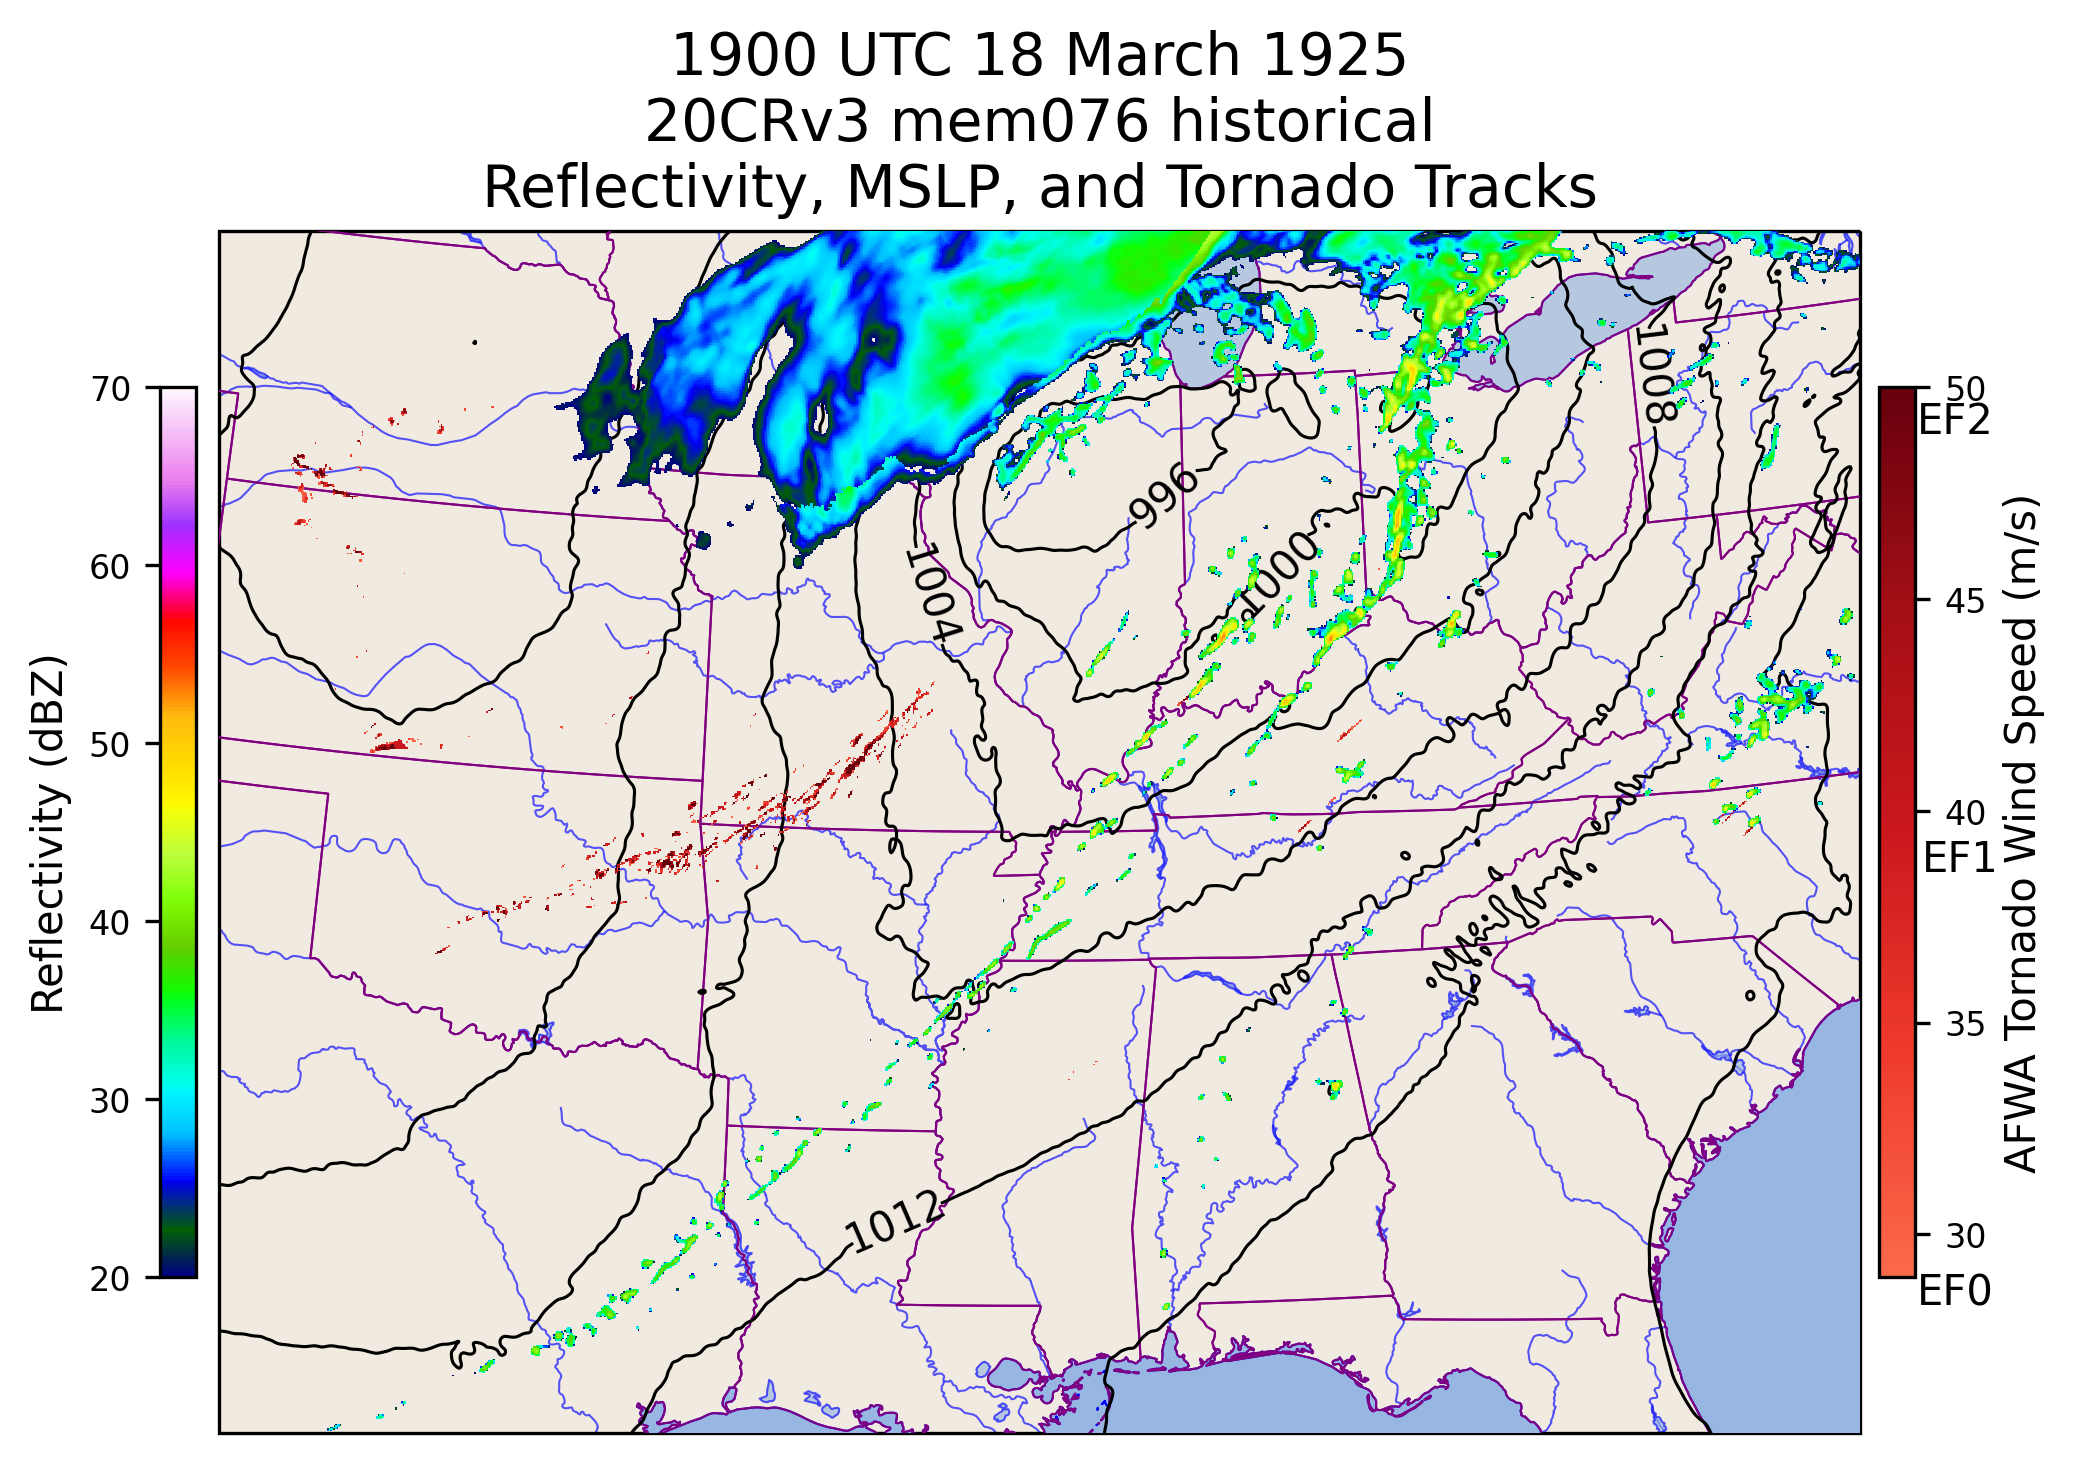 1900 UTC 18 March 1925
20CRv3 mem076 historical
Reflectivity, MSLP, and Tornado Tracks
Reflectivity (dBZ)
70
60
50
40
30
20
1008
996
1000
1004
1012
50
EF2
45
40
EF1
35
30
EF0
AFWA Tornado Wind Speed (m/s)